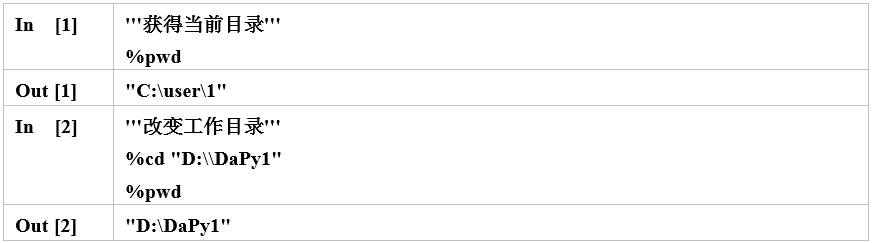 In [1] '''获得当前目录'''
%pwd
Out [1] "C:\user\1"
In [2] '''改变工作目录'''
%cd "D:\\DaPy1"
%pwd
Out [2] "D:\DaPy1"